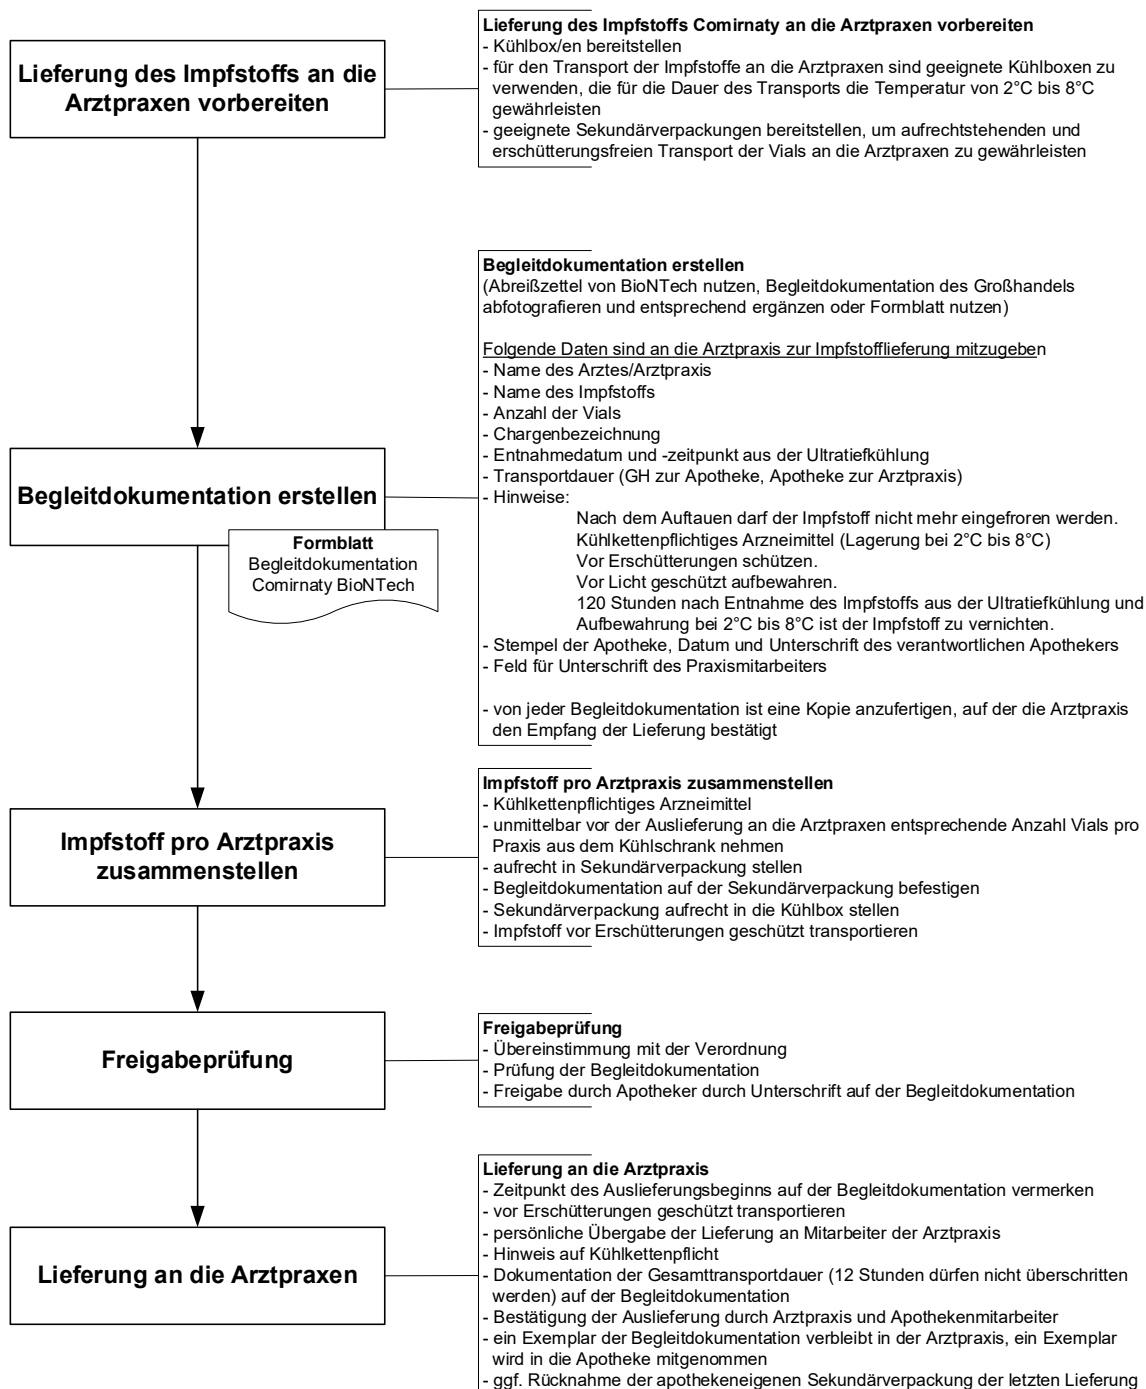 Lieferung des Impfstoffs an die
Arztpraxen vorbereiten
Lieferung des Impfstoffs Comirnaty an die Arztpraxen vorbereiten
- Kühlbox/en bereitstellen
- für den Transport der Impfstoffe an die Arztpraxen sind geeignete Kühlboxen zu
verwenden, die für die Dauer des Transports die Temperatur von 2°C bis 8°C
gewährleisten
- geeignete Sekundärverpackungen bereitstellen, um aufrechtstehenden und
erschütterungsfreien Transport der Vials an die Arztpraxen zu gewährleisten
Begleitdokumentation erstellen
Formblatt
Begleitdokumentation
Comirnaty BioNTech
Begleitdokumentation erstellen
(Abreißzettel von BioNTech nutzen, Begleitdokumentation des Großhandels
abfotografieren und entsprechend ergänzen oder Formblatt nutzen)
Folgende Daten sind an die Arztpraxis zur Impfstofflieferung mitzugeben
- Name des Arztes/Arztpraxis
- Name des Impfstoffs
- Anzahl der Vials
- Chargenbezeichnung
- Entnahmedatum und -zeitpunkt aus der Ultratiefkühlung
- Transportdauer (GH zur Apotheke, Apotheke zur Arztpraxis)
- Hinweise:
Nach dem Auftauen darf der Impfstoff nicht mehr eingefroren werden.
Kühlkettenpflichtiges Arzneimittel (Lagerung bei 2°C bis 8°C)
Vor Erschütterungen schützen.
Vor Licht geschützt aufbewahren.
120 Stunden nach Entnahme des Impfstoffs aus der Ultratiefkühlung und
Aufbewahrung bei 2°C bis 8°C ist der Impfstoff zu vernichten.
- Stempel der Apotheke, Datum und Unterschrift des verantwortlichen Apothekers
- Feld für Unterschrift des Praxismitarbeiters
- von jeder Begleitdokumentation ist eine Kopie anzufertigen, auf der die Arztpraxis
den Empfang der Lieferung bestätigt
Impfstoff pro Arztpraxis
zusammenstellen
Impfstoff pro Arztpraxis zusammenstellen
- Kühlkettenpflichtiges Arzneimittel
- unmittelbar vor der Auslieferung an die Arztpraxen entsprechende Anzahl Vials pro
Praxis aus dem Kühlschrank nehmen
- aufrecht in Sekundärverpackung stellen
- Begleitdokumentation auf der Sekundärverpackung befestigen
- Sekundärverpackung aufrecht in die Kühlbox stellen
- Impfstoff vor Erschütterungen geschützt transportieren
Freigabeprüfung
Freigabeprüfung
- Übereinstimmung mit der Verordnung
- Prüfung der Begleitdokumentation
- Freigabe durch Apotheker durch Unterschrift auf der Begleitdokumentation
Lieferung an die Arztpraxen
Lieferung an die Arztpraxis
- Zeitpunkt des Auslieferungsbeginns auf der Begleitdokumentation vermerken
- vor Erschütterungen geschützt transportieren
- persönliche Übergabe der Lieferung an Mitarbeiter der Arztpraxis
- Hinweis auf Kühlkettenpflicht
- Dokumentation der Gesamttransportdauer (12 Stunden dürfen nicht überschritten
werden) auf der Begleitdokumentation
- Bestätigung der Auslieferung durch Arztpraxis und Apothekenmitarbeiter
- ein Exemplar der Begleitdokumentation verbleibt in der Arztpraxis, ein Exemplar
wird in die Apotheke mitgenommen
- ggf. Rücknahme der apothekeneigenen Sekundärverpackung der letzten Lieferung